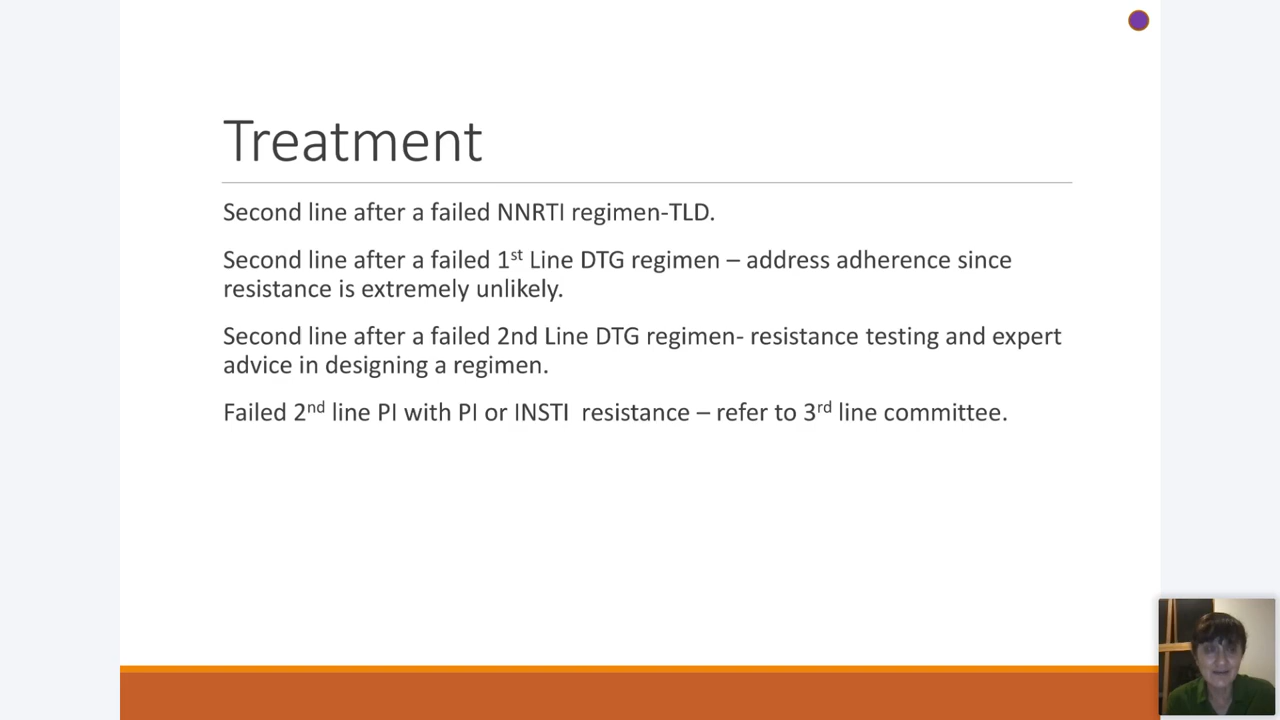 Treatment
Second line after a failed NNRTI regimen-TLD.
Second line after a failed 1st Line DTG regimen – address adherence since
resistance is extremely unlikely.
Second line after a failed 2nd Line DTG regimen- resistance testing and expert
advice in designing a regimen.
Failed 2nd line PI with PI or INSTI  resistance – refer to 3rd line committee.